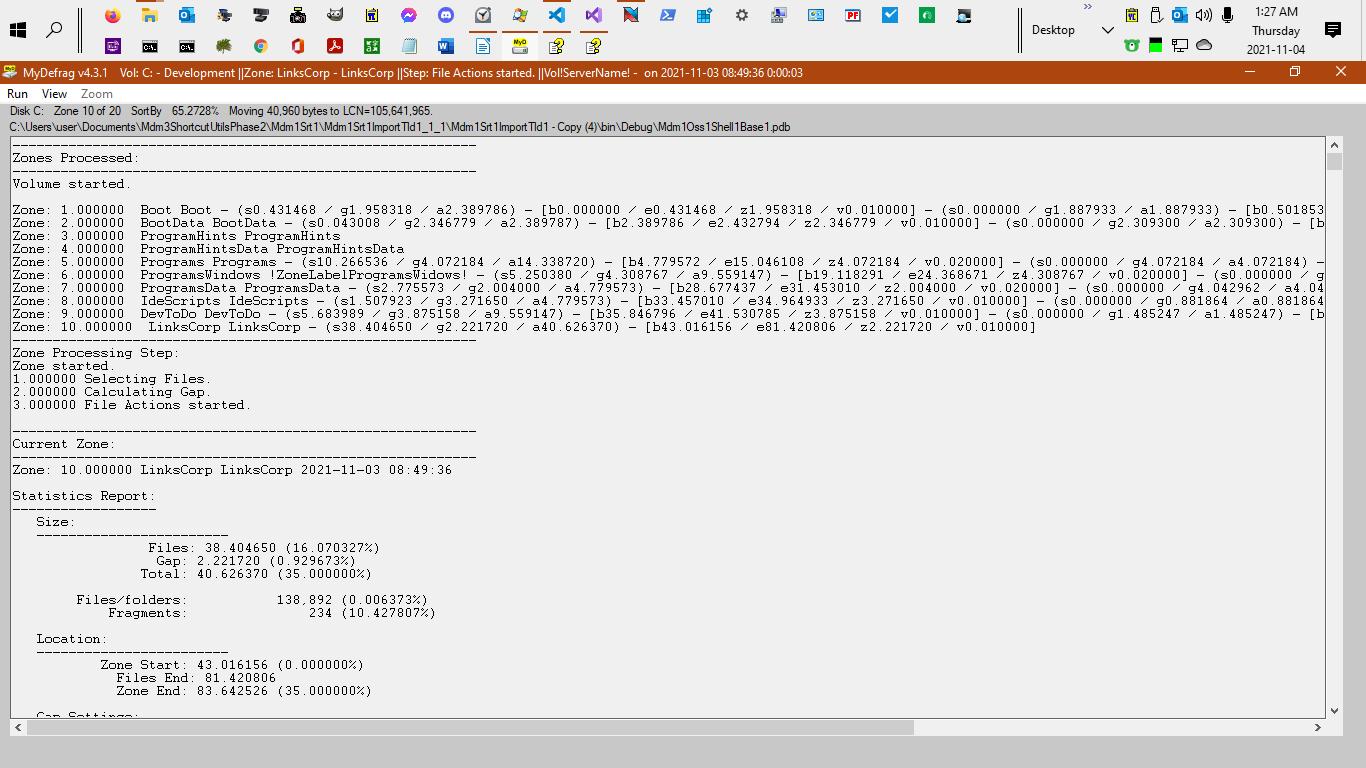 1:27 AM
Desktop
Thursday
2021-11-04
MyDefrag v4.3.1 Vol: C: - Development ||Zone: LinksCorp - LinksCorp ||Step: File Actions started. ||Vol!ServerName! - on 2021-11-03 08:49:36 0:00:03
Run View Zoom
Disk C: Zone 10 of 20 SortBy 65.2728% Moving 40,960 bytes to LCN=105,641,965.
C:\Users\user\Documents\Mdm3ShortcutUtilsPhase2\Mdm1Srt1\Mdm1Srt1ImportTld1_1_1\Mdm1Srt1ImportTld1 - Copy (4)\bin\Debug\Mdm1Oss1Shell1Base1.pdb
----------------------------------------------------------
Zones Processed:
----------------------------------------------------------
Volume started.
Zone: 1.000000 Boot Boot - (s0.431468 / g1.958318 / a2.389786) - [b0.000000 / e0.431468 / z1.958318 / v0.010000] - (s0.000000 / g1.887933 / a1.887933) - [b0.501853
Zone: 2.000000 BootData BootData - (s0.043008 / g2.346779 / a2.389787) - [b2.389786 / e2.432794 / z2.346779 / v0.010000] - (s0.000000 / g2.309300 / a2.309300) - [b
Zone: 3.000000 ProgramHints ProgramHints
Zone: 4.000000 ProgramHintsData ProgramHintsData
Zone: 5.000000 Programs Programs - (s10.266536 / g4.072184 / a14.338720) - [b4.779572 / e15.046108 / z4.072184 / v0.020000] - (s0.000000 / g4.072184 / a4.072184) -
Zone: 6.000000 ProgramsWindows !ZoneLabelProgramsWidows! - (s5.250380 / g4.308767 / a9.559147) - [b19.118291 / e24.368671 / z4.308767 / v0.020000] - (s0.000000 / g
Zone: 7.000000 ProgramsData ProgramsData - (s2.775573 / g2.004000 / a4.779573) - [b28.677437 / e31.453010 / z2.004000 / v0.020000] - (s0.000000 / g4.042962 / a4.04
Zone: 8.000000 IdeScripts IdeScripts - (s1.507923 / g3.271650 / a4.779573) - [b33.457010 / e34.964933 / z3.271650 / v0.010000] - (s0.000000 / g0.881864 / a0.881864
Zone: 9.000000 DevToDo DevToDo - (s5.683989 / g3.875158 / a9.559147) - [b35.846796 / e41.530785 / z3.875158 / v0.010000] - (s0.000000 / g1.485247 / a1.485247) - [b
Zone: 10.000000 LinksCorp LinksCorp - (s38.404650 / g2.221720 / a40.626370) - [b43.016156 / e81.420806 / z2.221720 / v0.010000]
----------------------------------------------------------
Zone Processing Step:
Zone started.
1.000000 Selecting Files.
2.000000 Calculating Gap.
3.000000 File Actions started.
----------------------------------------------------------
Current Zone:
----------------------------------------------------------
Zone: 10.000000 LinksCorp LinksCorp 2021-11-03 08:49:36
Statistics Report:
------------------
Size:
------------------------
Files: 38.404650 (16.070327%)
Gap: 2.221720 (0.929673%)
Total: 40.626370 (35.000000%)
Files/folders: 138,892 (0.006373%)
Fragments: 234 (10.427807%)
Location:
------------------------
Zone Start: 43.016156 (0.000000%)
Files End: 81.420806
Zone End: 83.642526 (35.000000%)
Gap Settings: